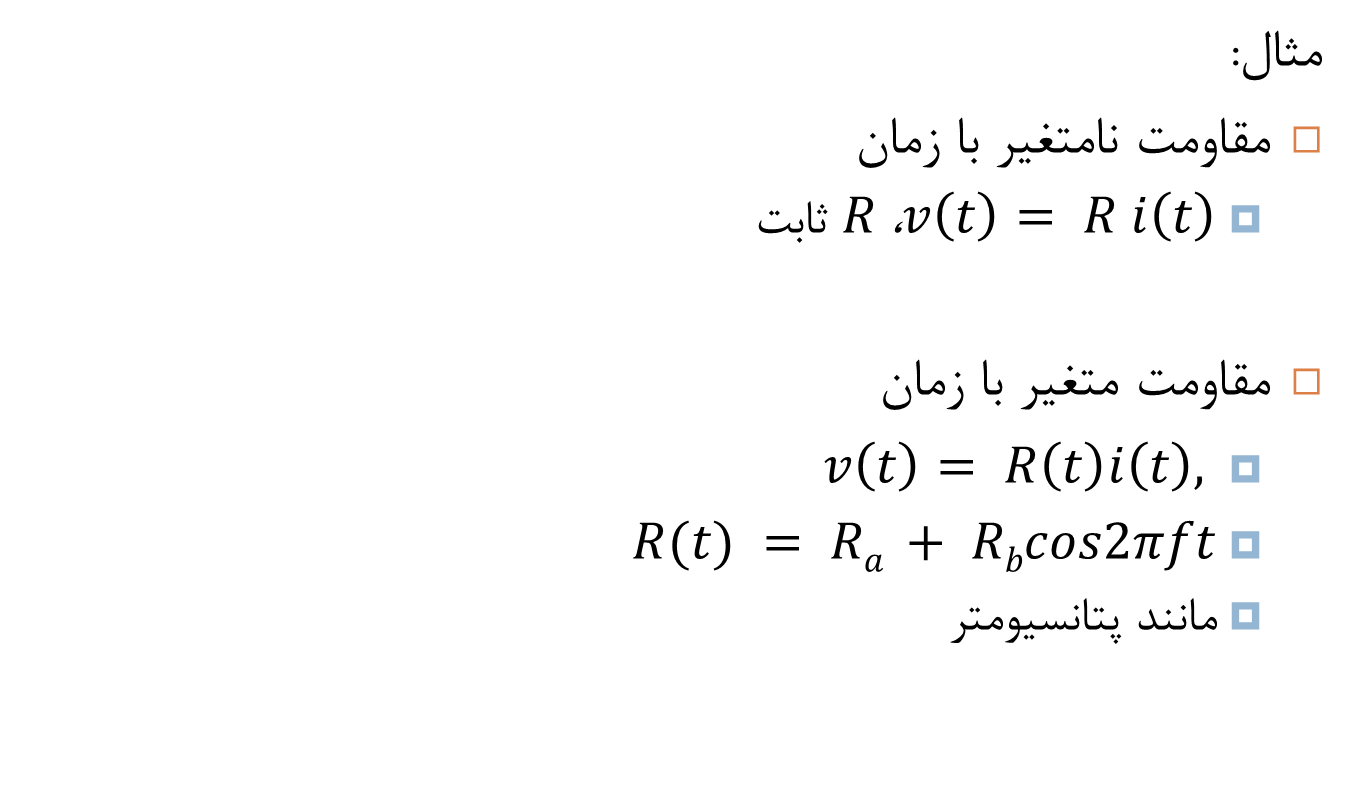 مثال:
مقاومت نامتغیر با زمان
v(t) = R i(t)، R ثابت
مقاومت متغیر با زمان
v(t) = R(t)i(t),
R(t) = R_a + R_b cos2πft
مانند پتانسیومتر